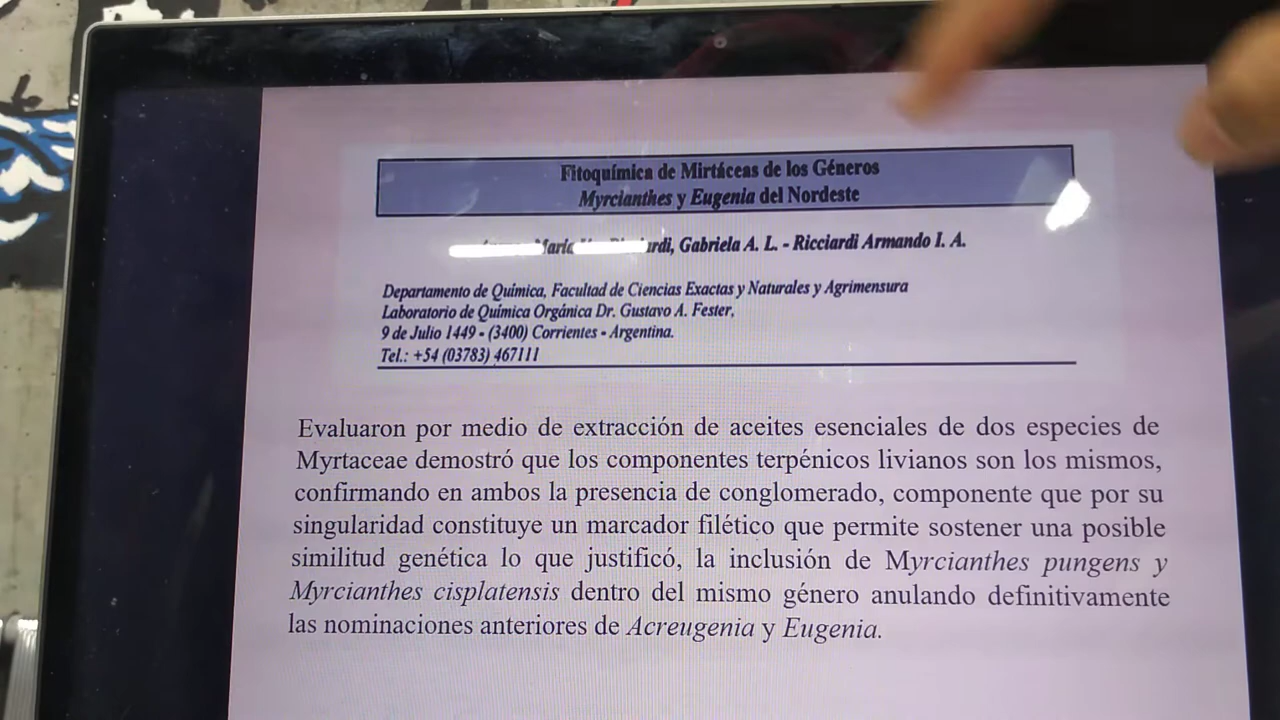 Fitoquímica de Mirtáceas de los Géneros
Myrcianthes y Eugenia del Nordeste
Gabriela A. L. - Ricciardi Armando I. A.
Departamento de Química, Facultad de Ciencias Exactas y Naturales y Agrimensura
Laboratorio de Química Orgánica Dr. Gustavo A. Fester.
9 de Julio 1449 - (3400) Corrientes - Argentina.
Tel.: +54 (03783) 467111
Evaluaron por medio de extracción de aceites esenciales de dos especies de
Myrtaceae demostró que los componentes terpénicos livianos son los mismos,
confirmando en ambos la presencia de conglomerado, componente que por su
singularidad constituye un marcador filético que permite sostener una posible
similitud genética lo que justificó, la inclusión de Myrcianthes pungens y
Myrcianthes cisplatensis dentro del mismo género anulando definitivamente
las nominaciones anteriores de Acreugenia y Eugenia.